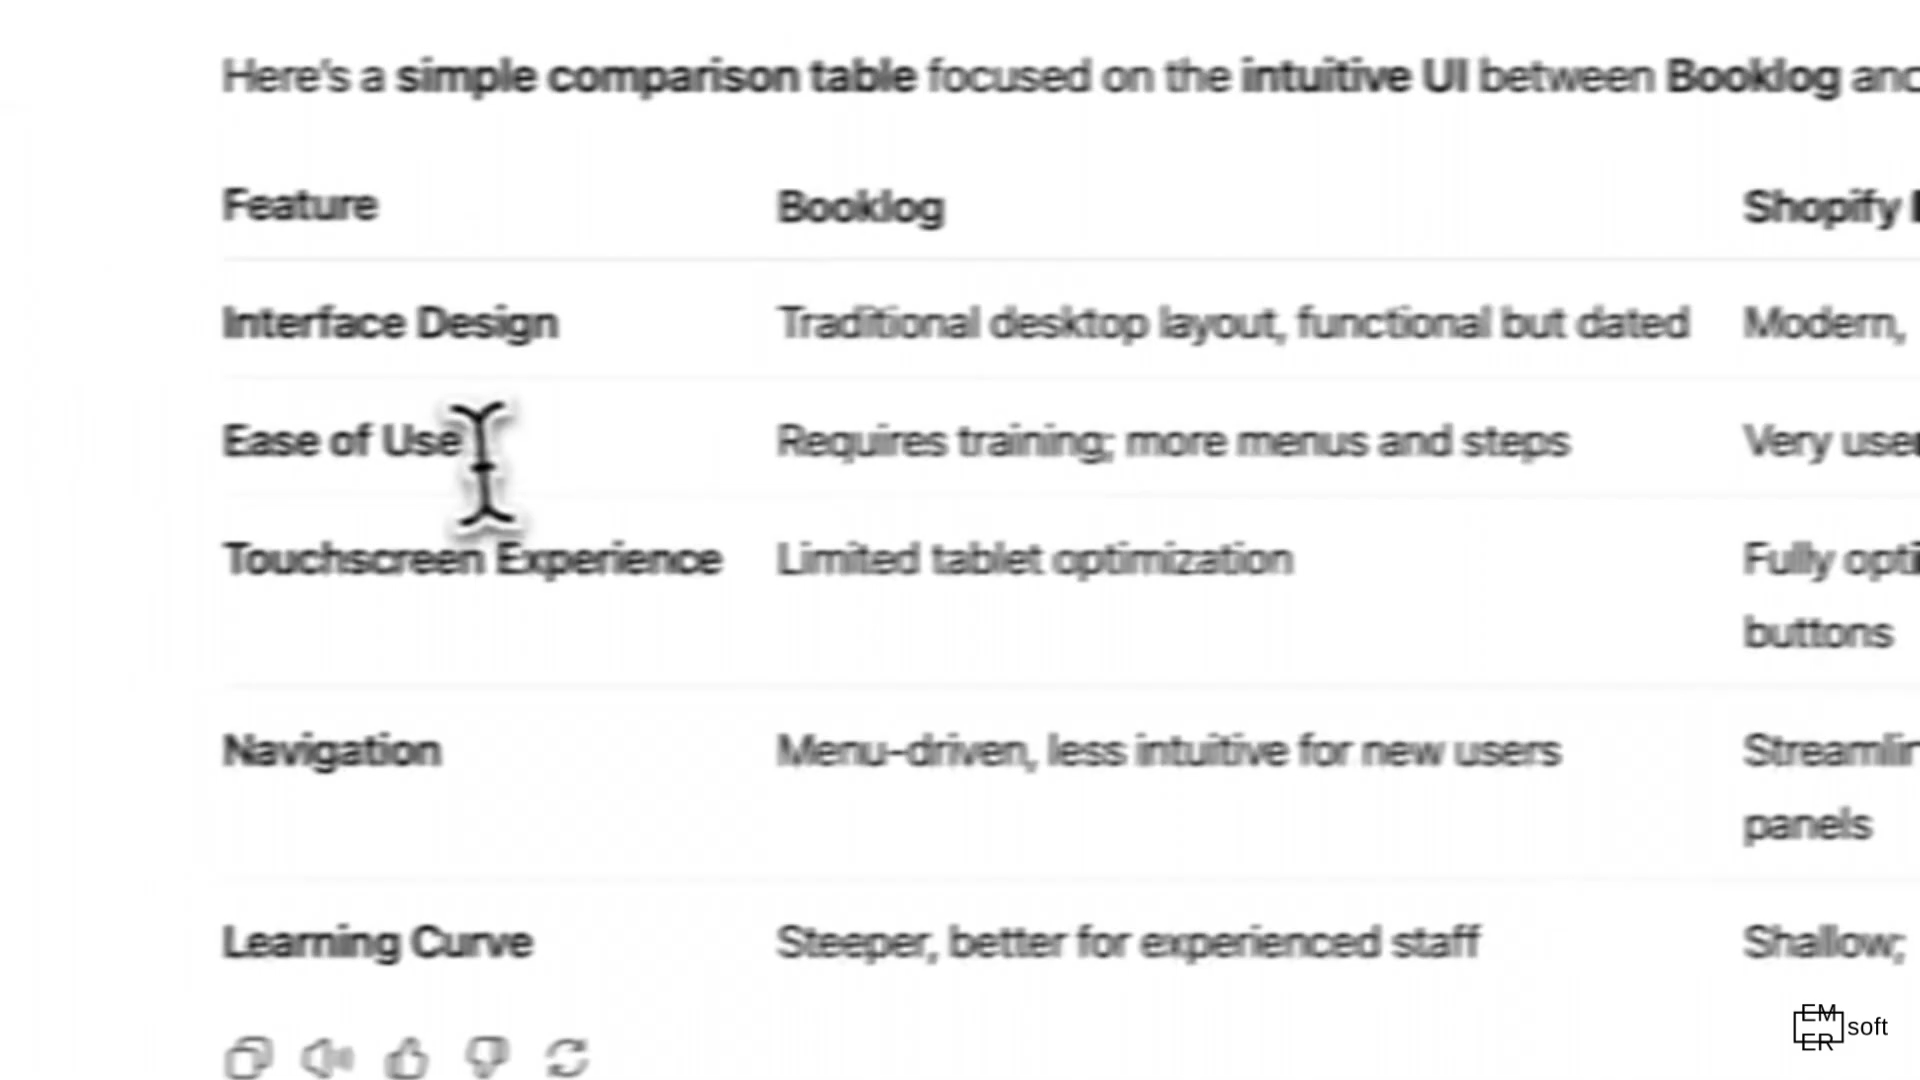 Here's a simple comparison table focused on the intuitive UI between Booklog and
Feature Booklog Shopify
Interface Design Traditional desktop layout, functional but dated Modern,
Ease of Use Requires training; more menus and steps Very
Touchscreen Experience Limited tablet optimization Fully
buttons
Navigation Menu-driven, less intuitive for new users
panels
Learning Curve Steeper, better for experienced staff Shallow;
EM
ER soft